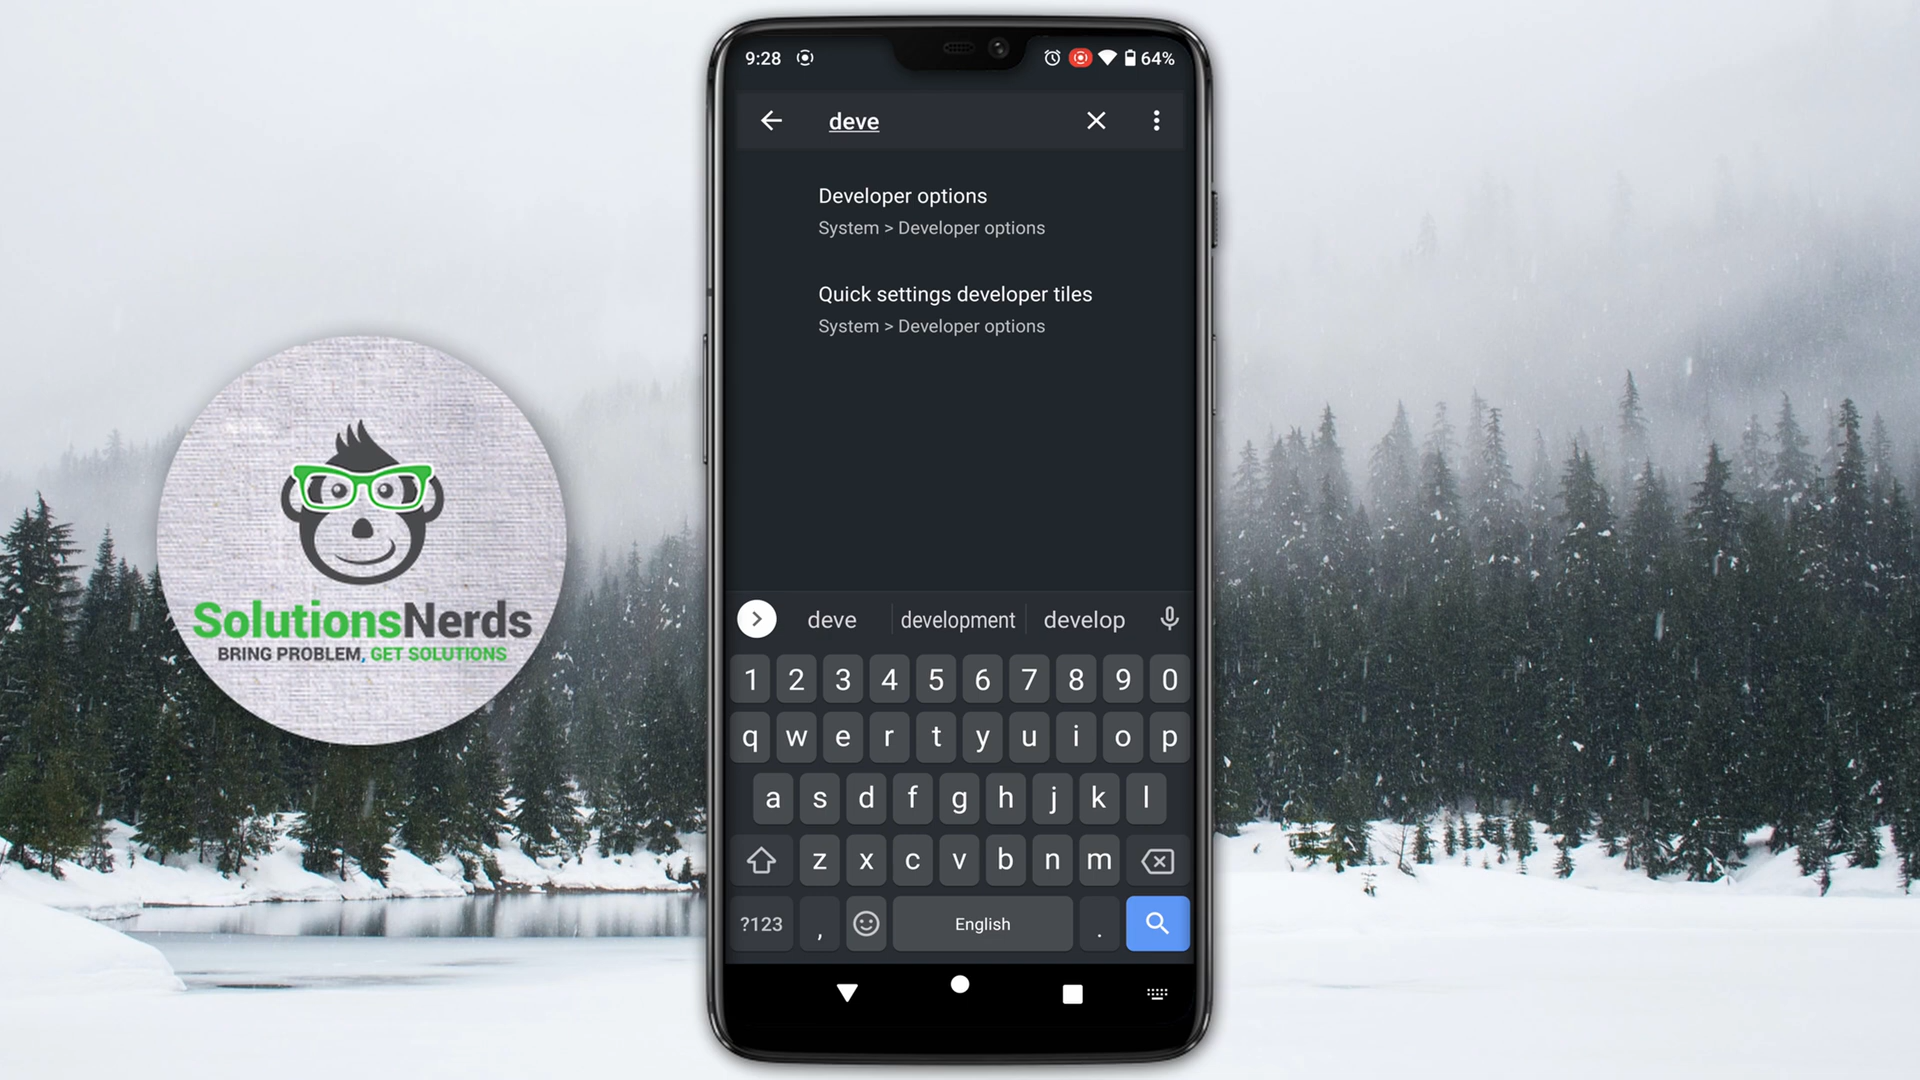 9:28
64%
deve
Developer options
System > Developer options
Quick settings developer tiles
System > Developer options
SolutionsNerds
BRING PROBLEM, GET SOLUTIONS
deve development develop
1 2 3 4 5 6 7 8 9 0
q w e r t y u i o p
a s d f g h j k l
z x c v b n m
?123 , English .